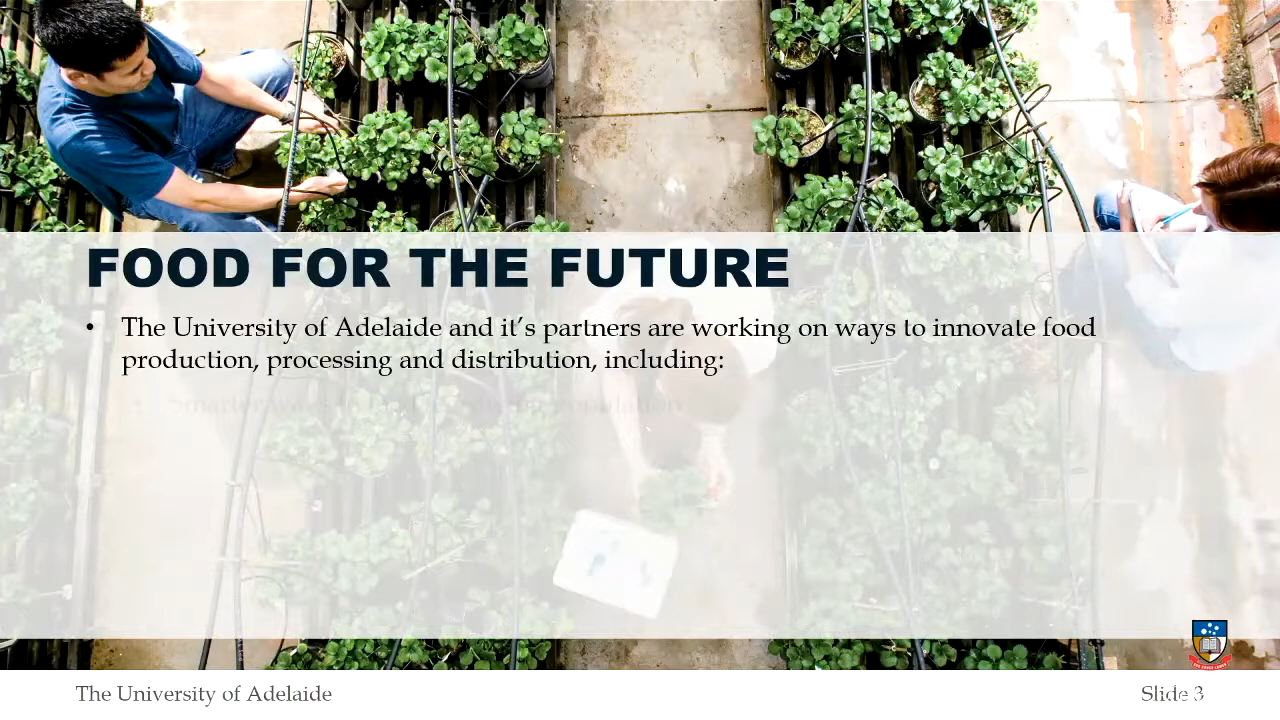 FOOD FOR THE FUTURE
• The University of Adelaide and it's partners are working on ways to innovate food
production, processing and distribution, including:
The University of Adelaide
Slide 3